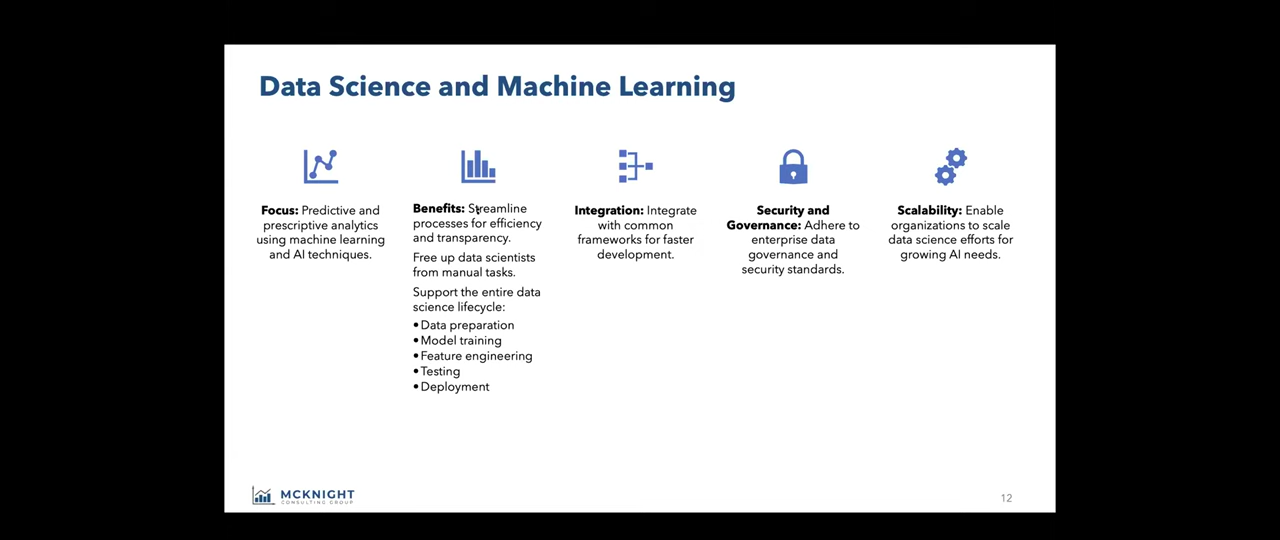 Data Science and Machine Learning
Focus: Predictive and
prescriptive analytics
using machine learning
and AI techniques.
Benefits: Streamline
processes for efficiency
and transparency.
Free up data scientists
from manual tasks.
Support the entire data
science lifecycle:
• Data preparation
• Model training
• Feature engineering
• Testing
• Deployment
Integration: Integrate
with common
frameworks for faster
development.
Security and
Governance: Adhere to
enterprise data
governance and
security standards.
Scalability: Enable
organizations to scale
data science efforts for
growing AI needs.
MCKNIGHT
CONSULTING GROUP
12